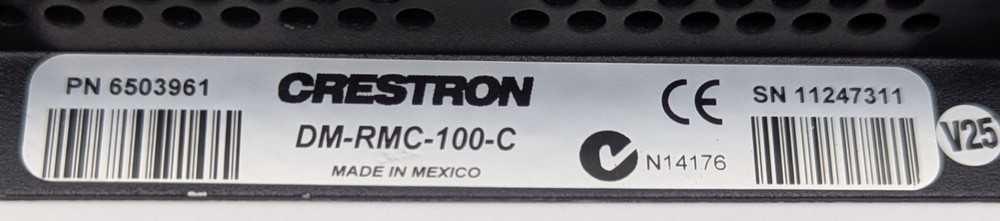 PN 6503961
CRESTRON
DM-RMC-100-C
MADE IN MEXICO
CE
N14176
SN 11247311
V25